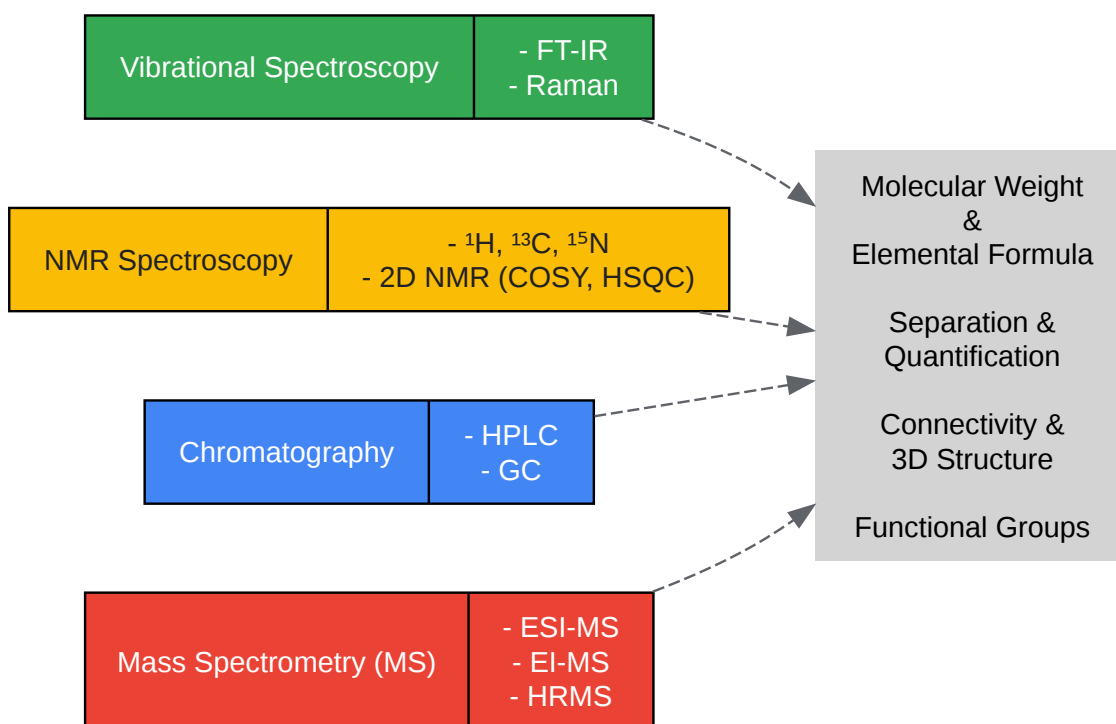 Vibrational Spectroscopy
- FT-IR
- Raman
NMR Spectroscopy
- ¹H, ¹³C, ¹⁵N
- 2D NMR (COSY, HSQC)
Chromatography
- HPLC
- GC
Mass Spectrometry (MS)
- ESI-MS
- EI-MS
- HRMS
Molecular Weight
&
Elemental Formula
Separation &
Quantification
Connectivity &
3D Structure
Functional Groups